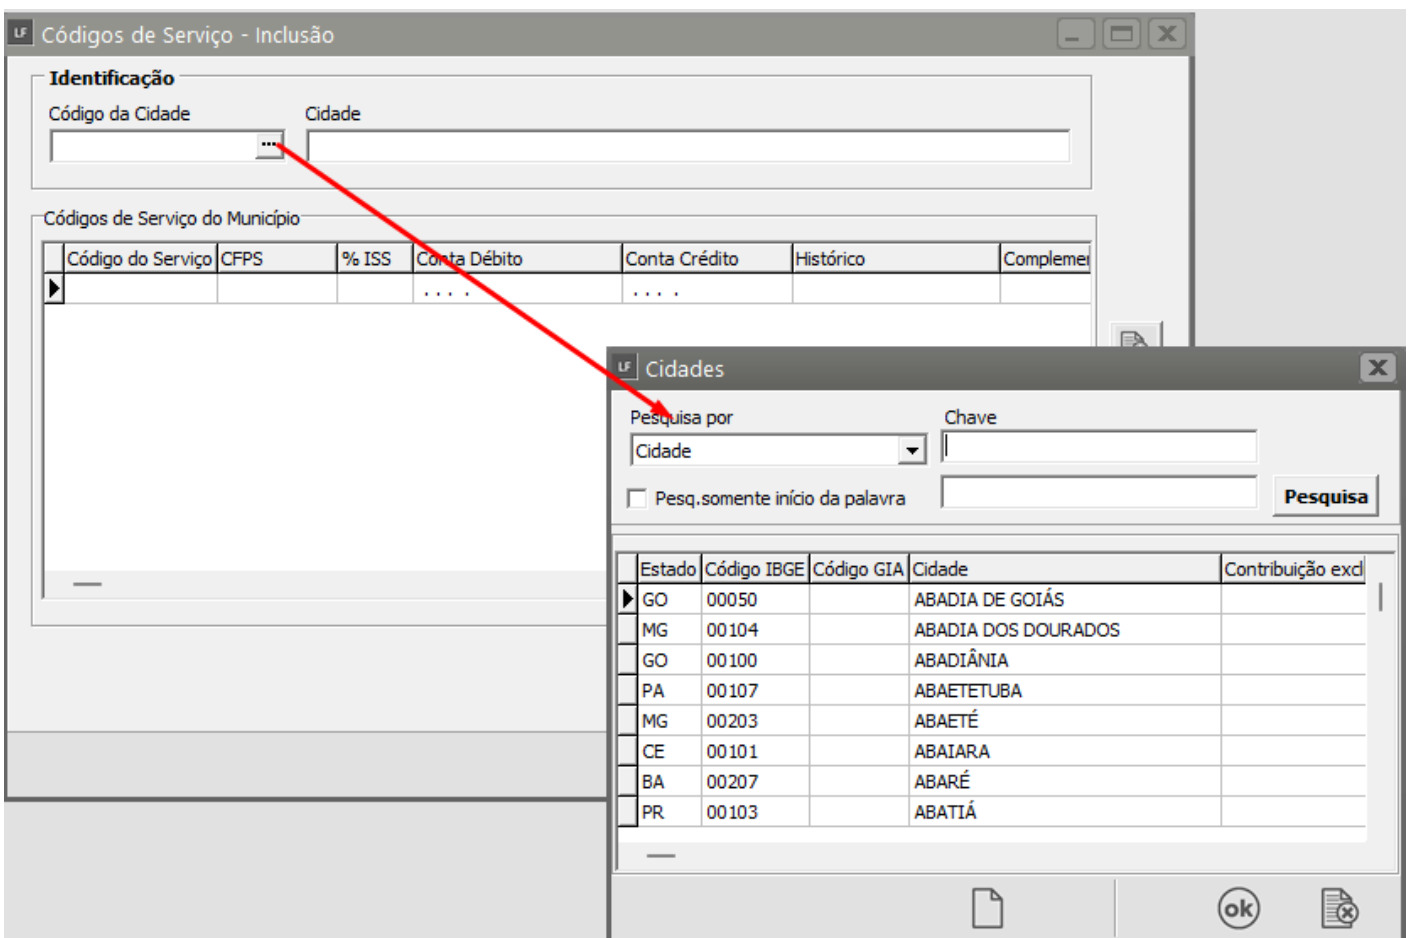 LF Códigos de Serviço - Inclusão
Identificação
Código da Cidade Cidade
...
Códigos de Serviço do Município
Código do Serviço CFPS % ISS Conta Débito Conta Crédito Histórico Complemen
. . . . . . . .
LF Cidades
Pesquisa por Chave
Cidade
Pesq.somente início da palavra Pesquisa
Estado Código IBGE Código GIA Cidade Contribuição excl
GO 00050 ABADIA DE GOIÁS
MG 00104 ABADIA DOS DOURADOS
GO 00100 ABADIÂNIA
PA 00107 ABAETETUBA
MG 00203 ABAETÉ
CE 00101 ABAIARA
BA 00207 ABARÉ
PR 00103 ABATIÁ
ok